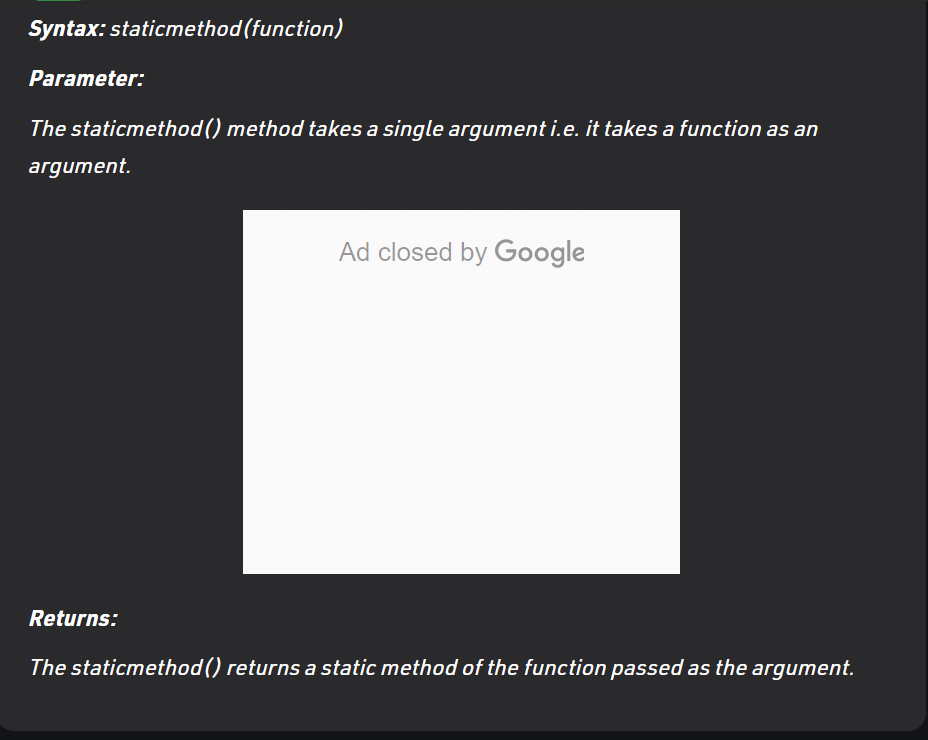 Syntax: staticmethod(function)
Parameter:
The staticmethod() method takes a single argument i.e. it takes a function as an
argument.
Ad closed by Google
Returns:
The staticmethod() returns a static method of the function passed as the argument.